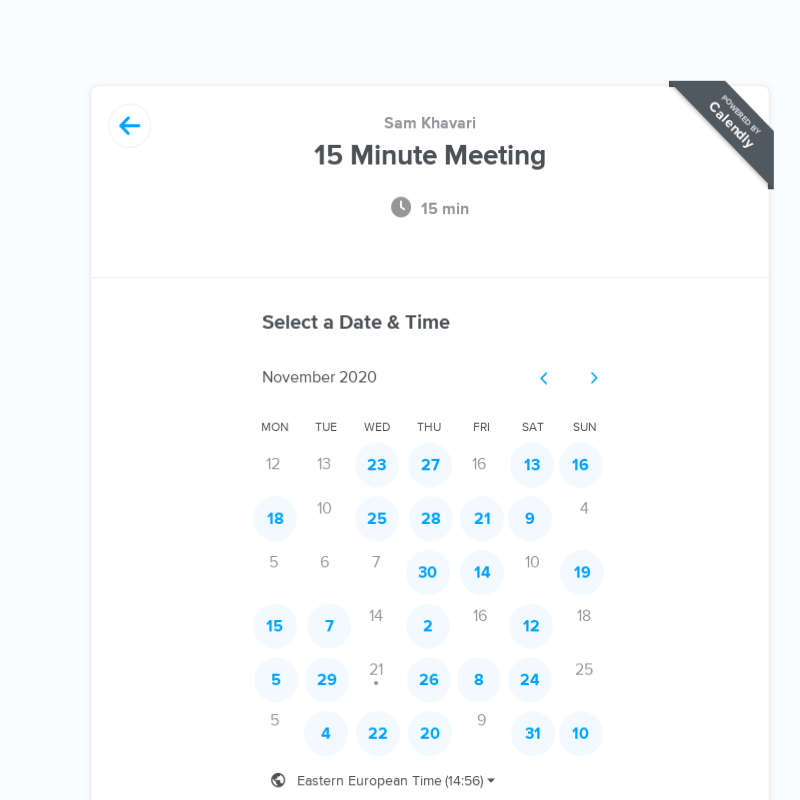 Sam Khavari
15 Minute Meeting
POWERED BY
Calendly
15 min
Select a Date & Time
November 2020
MON TUE WED THU FRI SAT SUN
12 13 23 27 16 13 16
18 10 25 28 21 9 4
5 6 7 30 14 10 19
15 7 14 2 16 12 18
5 29 21 26 8 24 25
5 4 22 20 9 31 10
Eastern European Time (14:56)